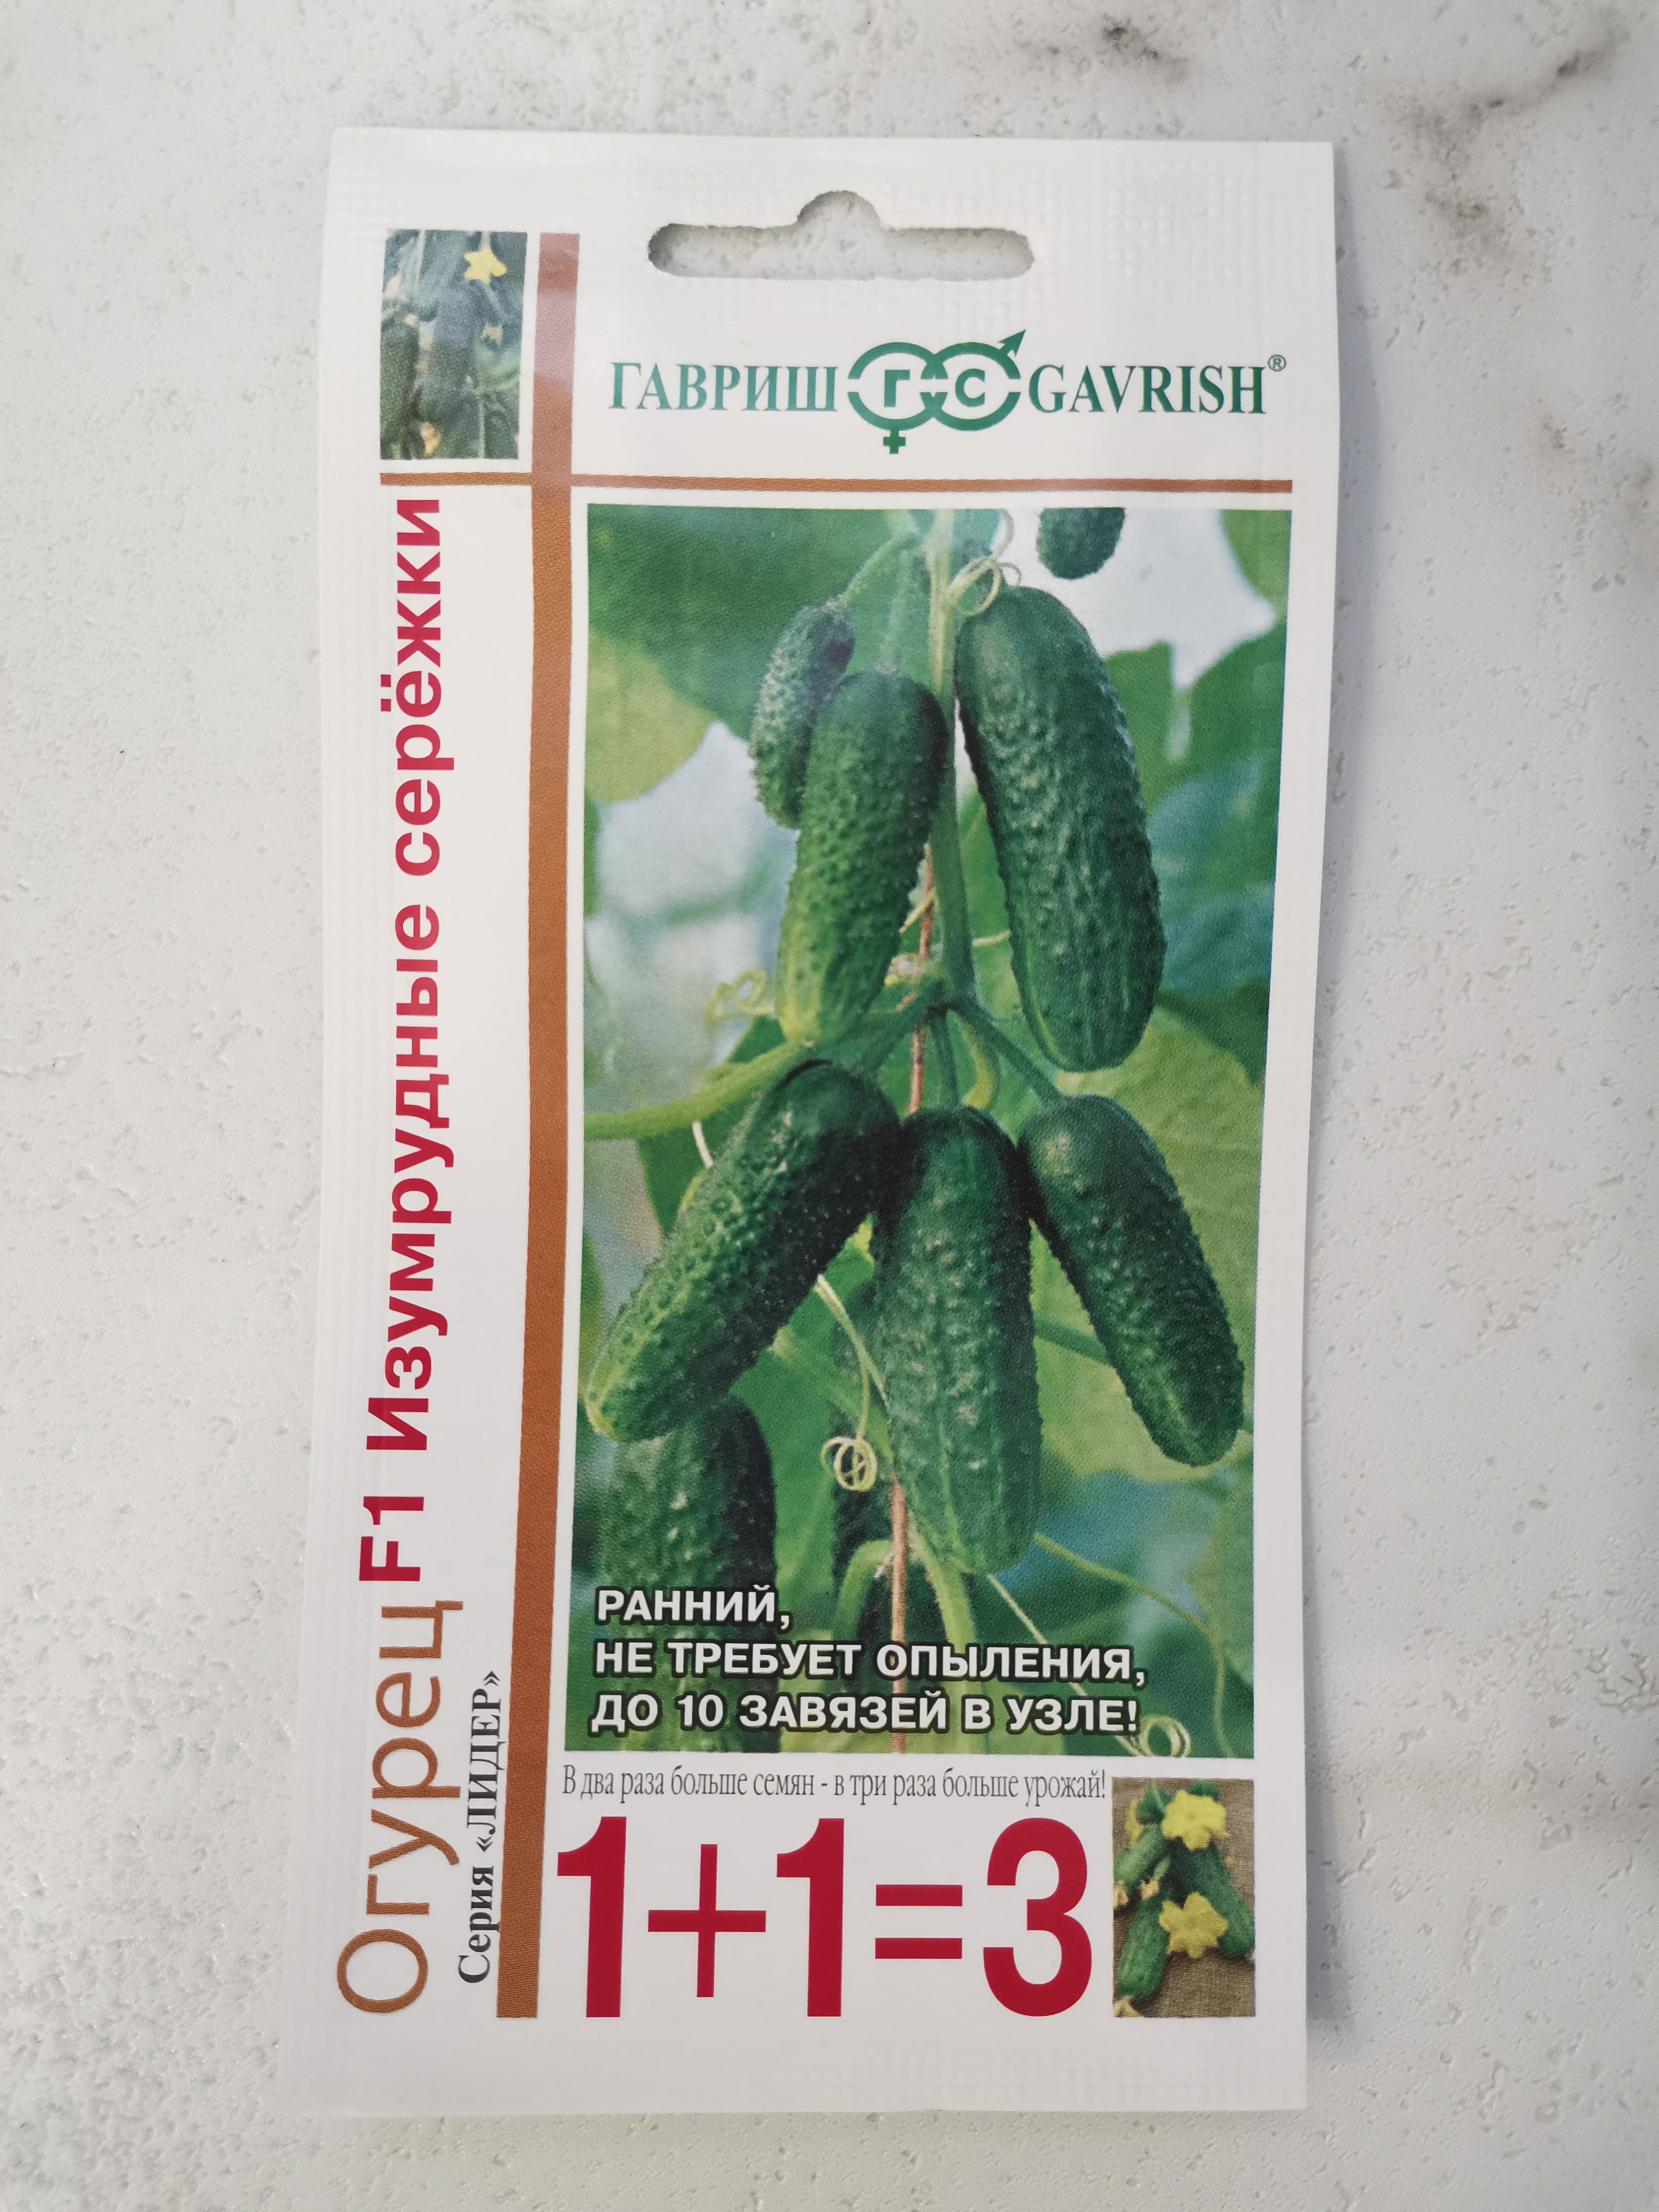 ГАВРИШ ГС GAVRISH®
Огурец F1 Изумрудные серёжки
Серия «ЛИДЕР»
РАННИЙ,
НЕ ТРЕБУЕТ ОПЫЛЕНИЯ,
ДО 10 ЗАВЯЗЕЙ В УЗЛЕ!
В два раза больше семян - в три раза больше урожай!
1+1=3